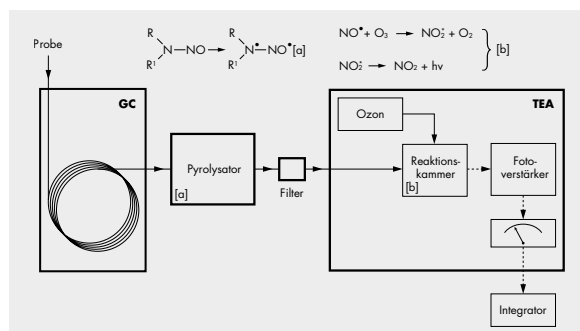 Probe
R
N—NO → N•—NO• [a]
R¹ R¹
R
NO• + O₃ → NO₂* + O₂
NO₂* → NO₂ + hv
[b]
GC
TEA
Ozon
Pyrolysator
[a]
Filter
Reaktions-
kammer
[b]
Foto-
verstärker
Integrator